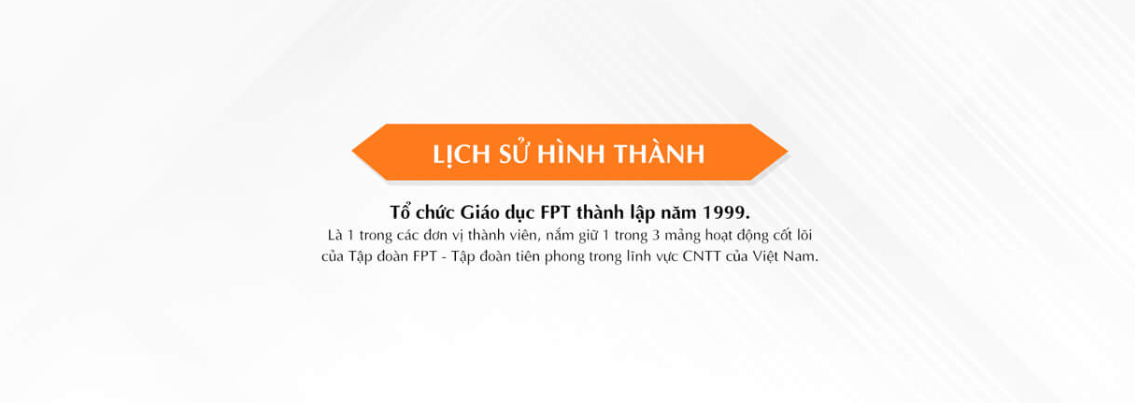 LỊCH SỬ HÌNH THÀNH
Tổ chức Giáo dục FPT thành lập năm 1999.
Là 1 trong các đơn vị thành viên, nắm giữ 1 trong 3 mảng hoạt động cốt lõi
của Tập đoàn FPT - Tập đoàn tiên phong trong lĩnh vực CNTT của Việt Nam.